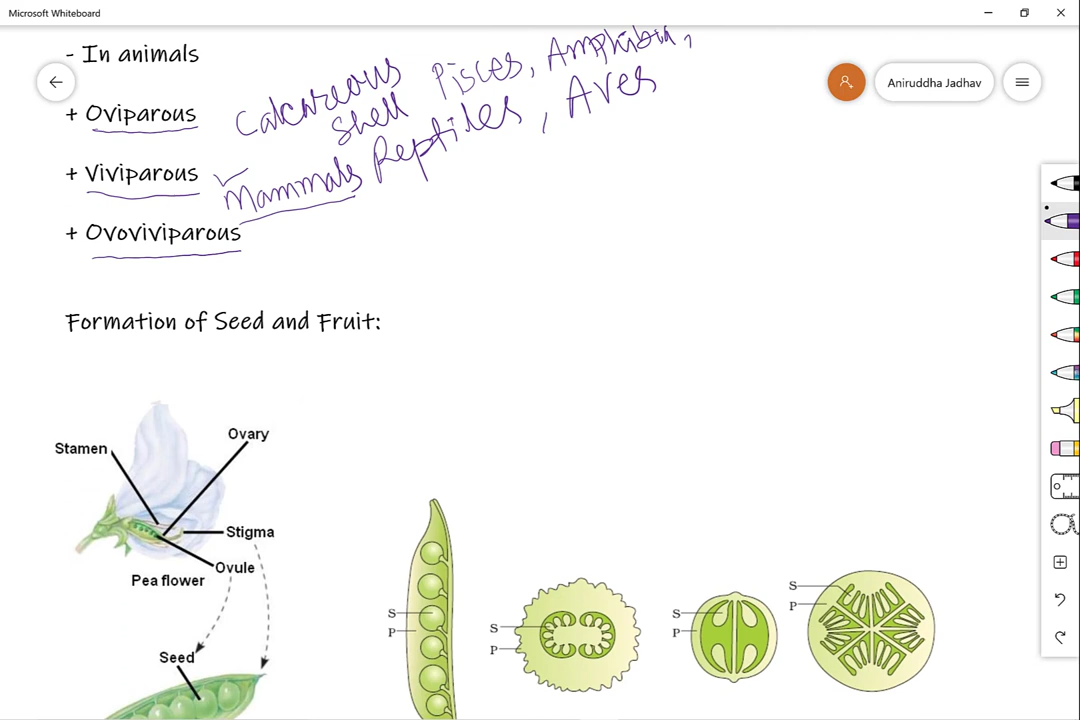 Microsoft Whiteboard
- In animals
Aniruddha Jadhav
+ Oviparous
Calcareous shell
Pisces, Amphibia,
Reptiles, Aves
+ Viviparous
Mammals
+ Ovoviviparous
Formation of Seed and Fruit:
Ovary
Stamen
Stigma
Ovule
Pea flower
Seed
S
P
S
P
S
P
S
P